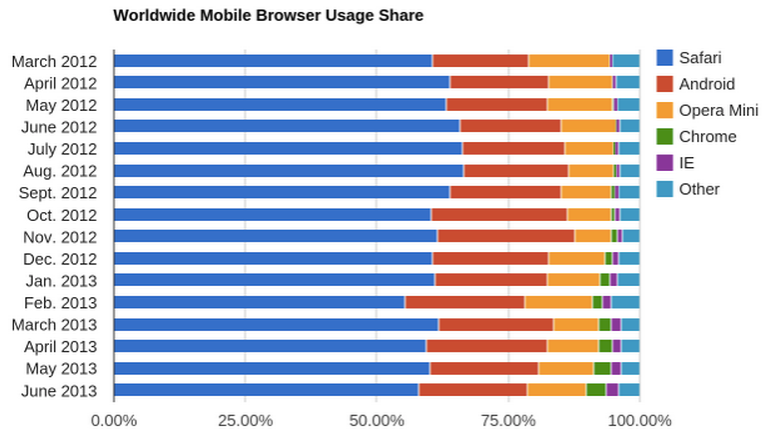 Worldwide Mobile Browser Usage Share
March 2012
April 2012
May 2012
June 2012
July 2012
Aug. 2012
Sept. 2012
Oct. 2012
Nov. 2012
Dec. 2012
Jan. 2013
Feb. 2013
March 2013
April 2013
May 2013
June 2013
0.00% 25.00% 50.00% 75.00% 100.00%
Safari
Android
Opera Mini
Chrome
IE
Other